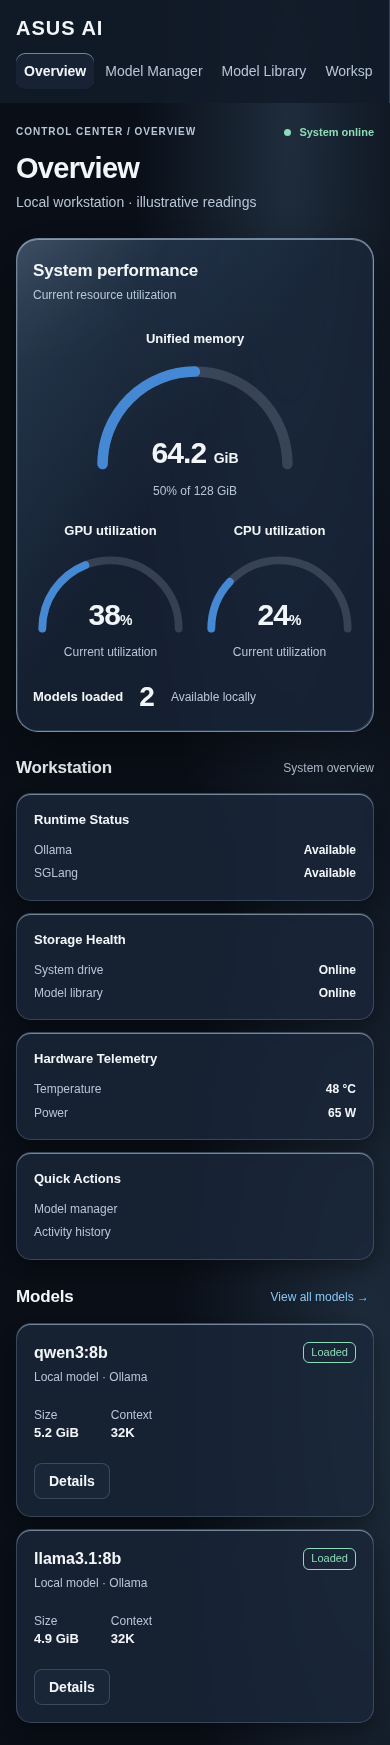 ASUS AI
Overview Model Manager Model Library Worksp
CONTROL CENTER / OVERVIEW System online
Overview
Local workstation · illustrative readings
System performance
Current resource utilization
Unified memory
64.2 GiB
50% of 128 GiB
GPU utilization CPU utilization
38% 24%
Current utilization Current utilization
Models loaded 2 Available locally
Workstation System overview
Runtime Status
Ollama Available
SGLang Available
Storage Health
System drive Online
Model library Online
Hardware Telemetry
Temperature 48 °C
Power 65 W
Quick Actions
Model manager
Activity history
Models View all models →
qwen3:8b Loaded
Local model · Ollama
Size Context
5.2 GiB 32K
Details
llama3.1:8b Loaded
Local model · Ollama
Size Context
4.9 GiB 32K
Details